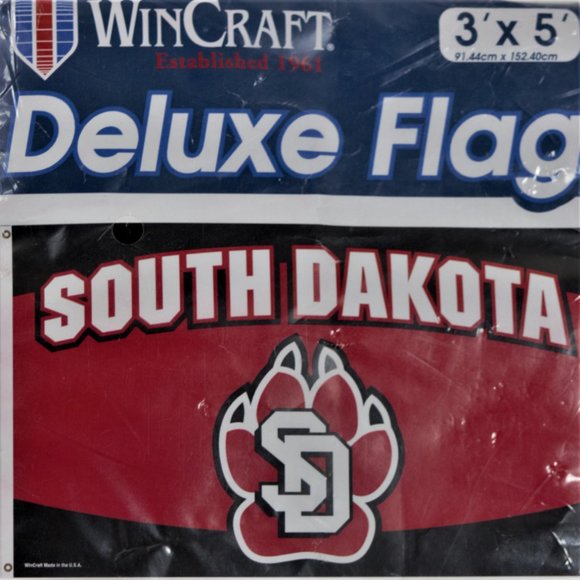 WINCRAFT®
Established 1961
3' x 5'
91.44cm x 152.40cm
Deluxe Flag
SOUTH DAKOTA
SD
WinCraft Made in the U.S.A.